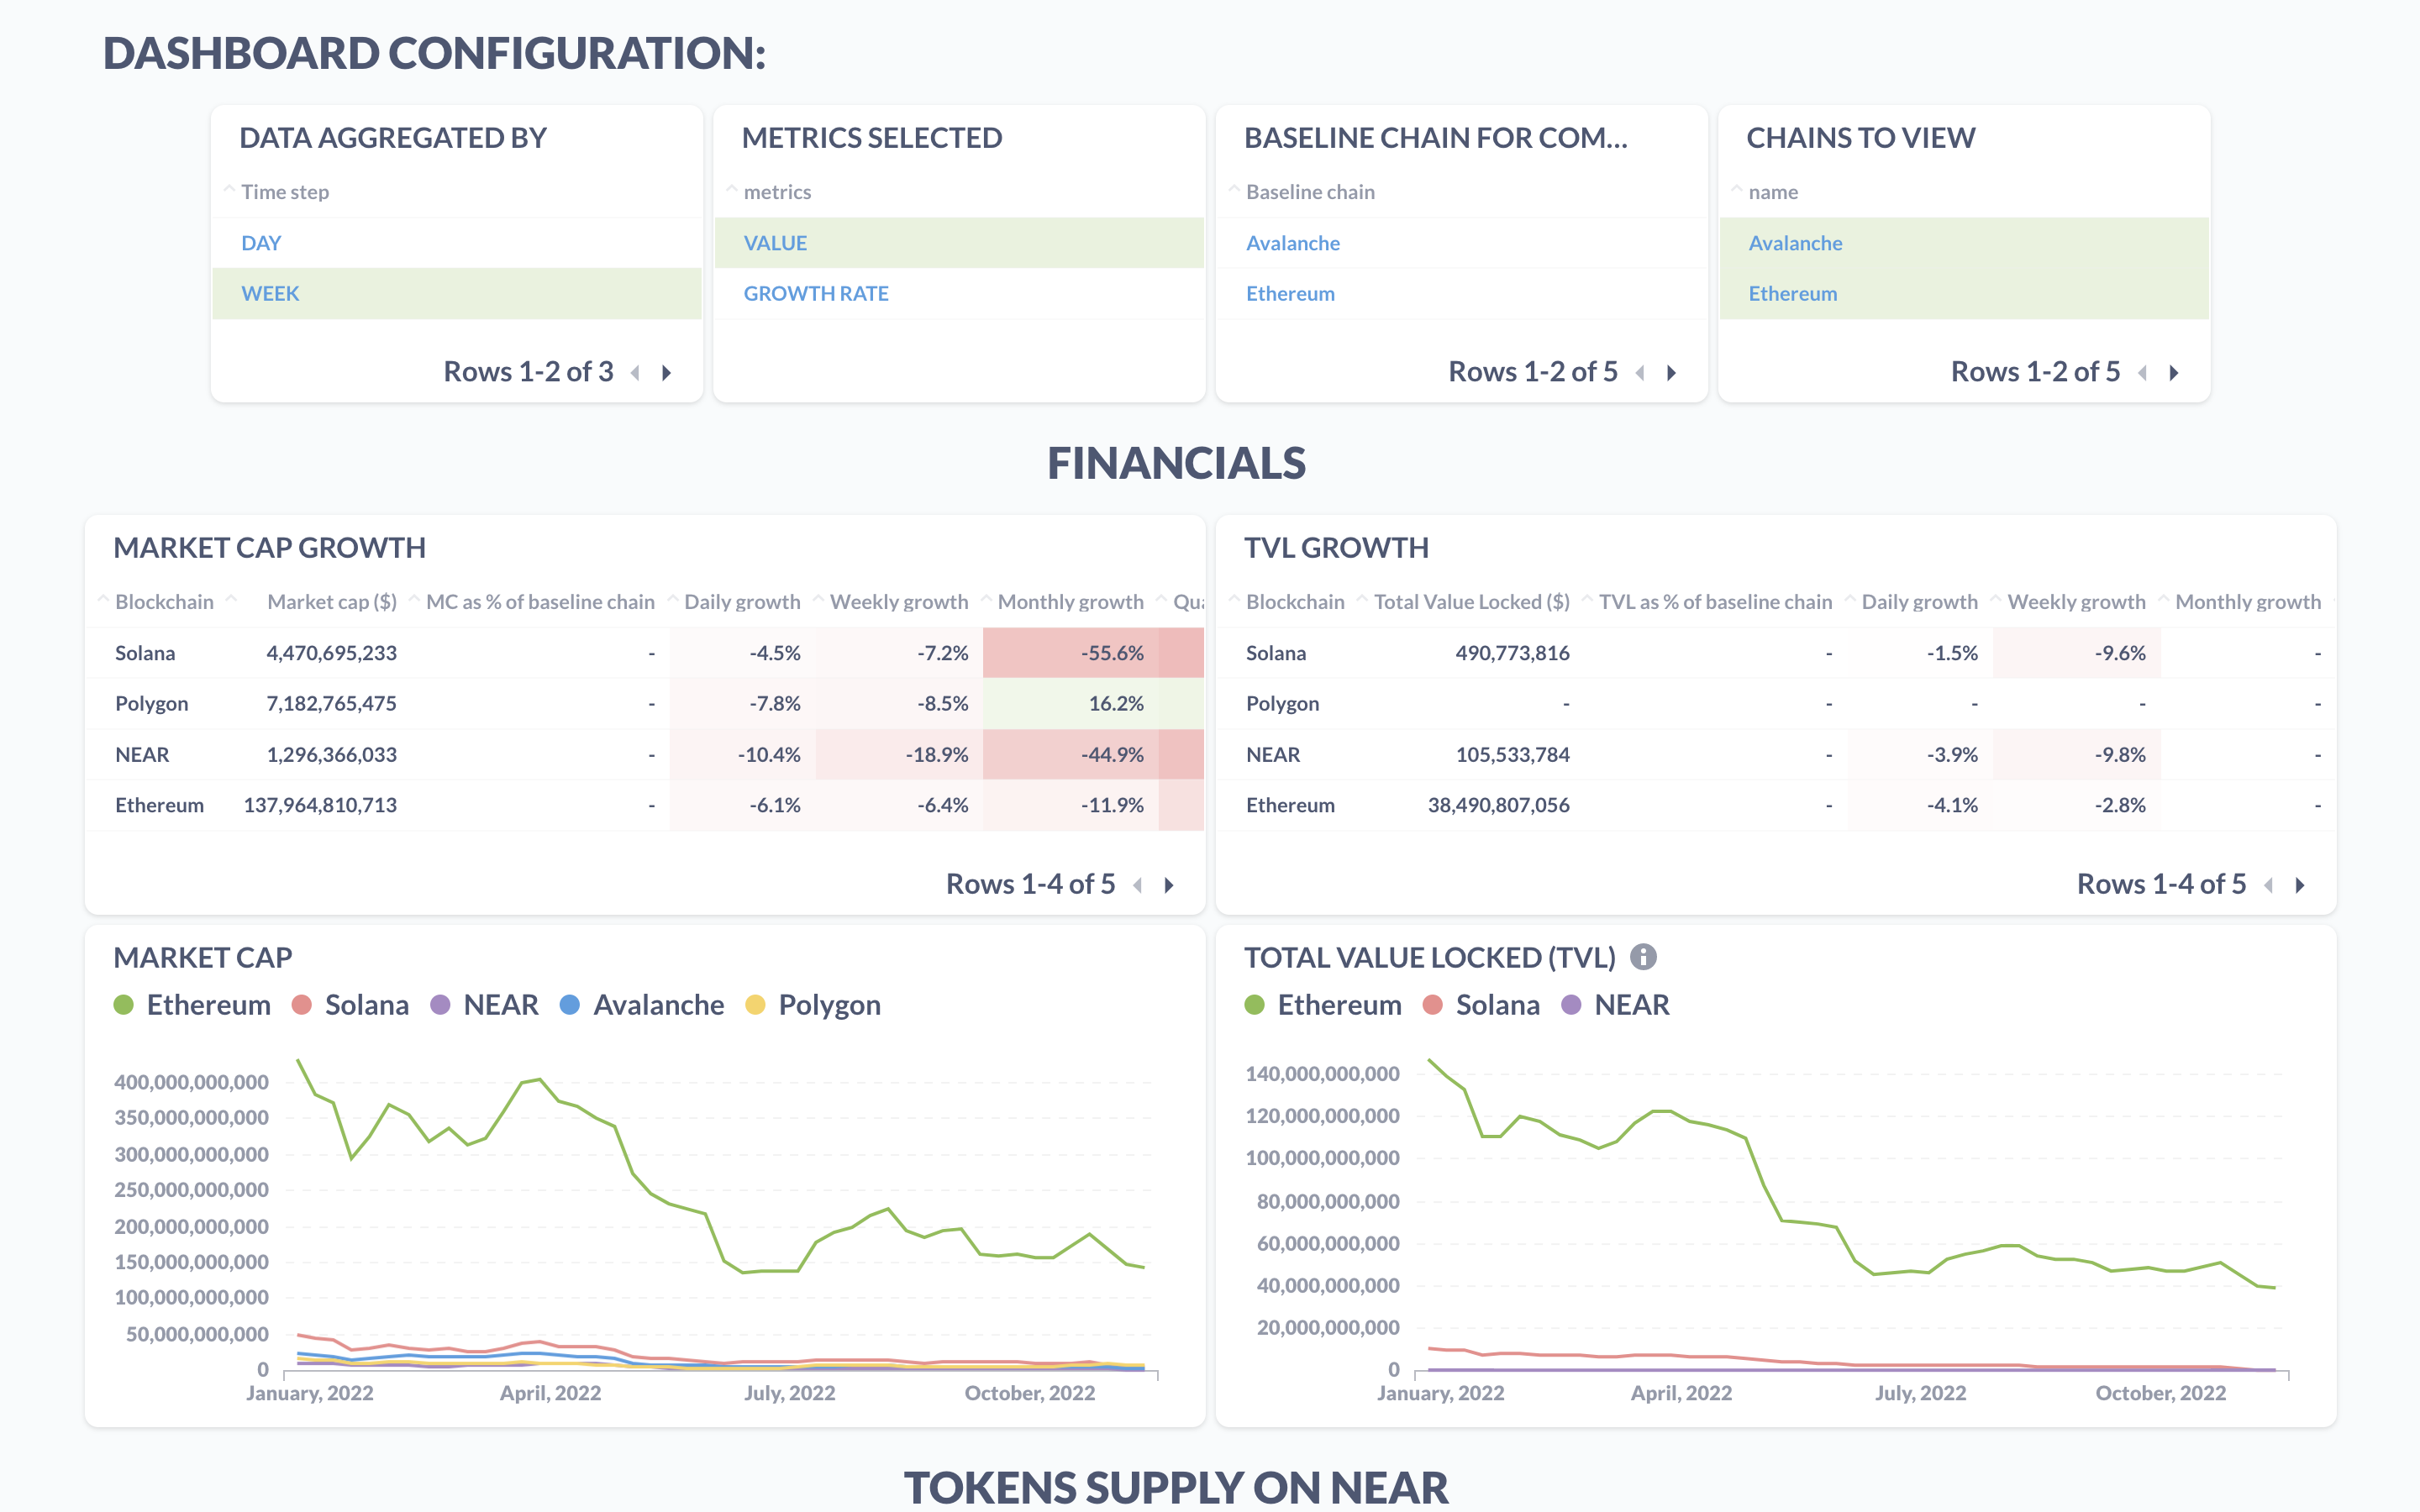 DASHBOARD CONFIGURATION:
DATA AGGREGATED BY
Time step
DAY
WEEK
Rows 1-2 of 3
METRICS SELECTED
metrics
VALUE
GROWTH RATE
BASELINE CHAIN FOR COM...
Baseline chain
Avalanche
Ethereum
Rows 1-2 of 5
CHAINS TO VIEW
name
Avalanche
Ethereum
Rows 1-2 of 5
FINANCIALS
MARKET CAP GROWTH
Blockchain Market cap ($) MC as % of baseline chain Daily growth Weekly growth Monthly growth Qua
Solana 4,470,695,233 - -4.5% -7.2% -55.6%
Polygon 7,182,765,475 - -7.8% -8.5% 16.2%
NEAR 1,296,366,033 - -10.4% -18.9% -44.9%
Ethereum 137,964,810,713 - -6.1% -6.4% -11.9%
Rows 1-4 of 5
TVL GROWTH
Blockchain Total Value Locked ($) TVL as % of baseline chain Daily growth Weekly growth Monthly growth
Solana 490,773,816 - -1.5% -9.6% -
Polygon - - - - -
NEAR 105,533,784 - -3.9% -9.8% -
Ethereum 38,490,807,056 - -4.1% -2.8% -
Rows 1-4 of 5
MARKET CAP
Ethereum Solana NEAR Avalanche Polygon
400,000,000,000
350,000,000,000
300,000,000,000
250,000,000,000
200,000,000,000
150,000,000,000
100,000,000,000
50,000,000,000
0
January, 2022 April, 2022 July, 2022 October, 2022
TOTAL VALUE LOCKED (TVL)
Ethereum Solana NEAR
140,000,000,000
120,000,000,000
100,000,000,000
80,000,000,000
60,000,000,000
40,000,000,000
20,000,000,000
0
January, 2022 April, 2022 July, 2022 October, 2022
TOKENS SUPPLY ON NEAR